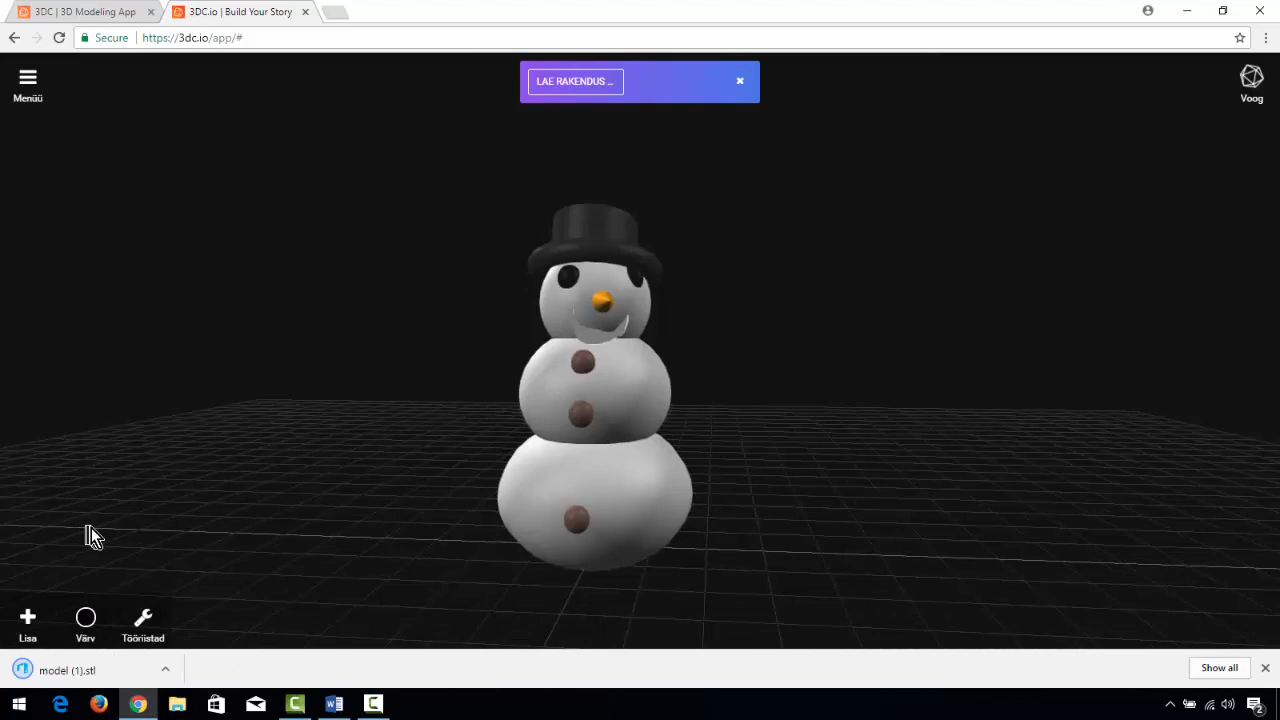 3DC | 3D Modeling App
3DC.io | Build Your Story
Secure
https://3dc.io/app/#
LAE RAKENDUS ...
Menüü
Voog
Lisa
Värv
Tööriistad
model (1).stl
Show all
2